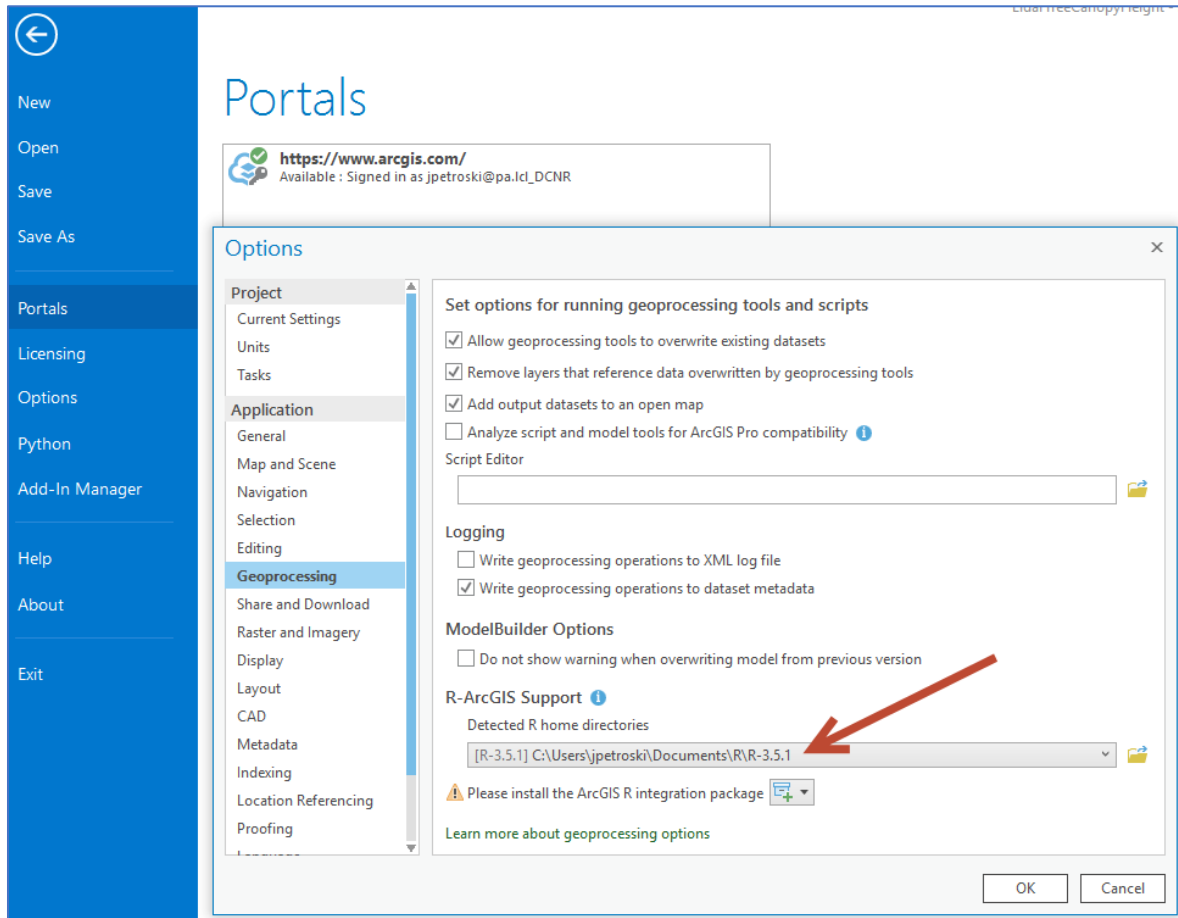 LidarTreeCanopyHeight
New
Open
Save
Save As
Portals
Licensing
Options
Python
Add-In Manager
Help
About
Exit
Portals
https://www.arcgis.com/
Available : Signed in as jpetroski@pa.lcl_DCNR
Options
Project
Current Settings
Units
Tasks
Application
General
Map and Scene
Navigation
Selection
Editing
Geoprocessing
Share and Download
Raster and Imagery
Display
Layout
CAD
Metadata
Indexing
Location Referencing
Proofing
Language
Set options for running geoprocessing tools and scripts
Allow geoprocessing tools to overwrite existing datasets
Remove layers that reference data overwritten by geoprocessing tools
Add output datasets to an open map
Analyze script and model tools for ArcGIS Pro compatibility
Script Editor
Logging
Write geoprocessing operations to XML log file
Write geoprocessing operations to dataset metadata
ModelBuilder Options
Do not show warning when overwriting model from previous version
R-ArcGIS Support
Detected R home directories
[R-3.5.1] C:\Users\jpetroski\Documents\R\R-3.5.1
Please install the ArcGIS R integration package
Learn more about geoprocessing options
OK
Cancel